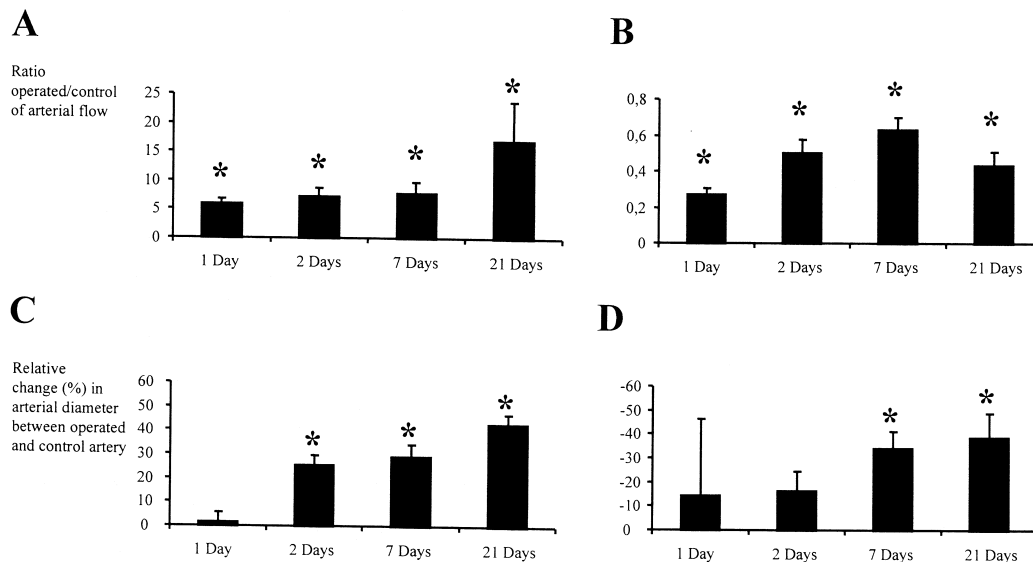 A
Ratio
operated/control
of arterial flow
25
20
15
10
5
0
*
*
*
*
1 Day
2 Days
7 Days
21 Days
B
0,8
0,6
0,4
0,2
0
*
*
*
*
1 Day
2 Days
7 Days
21 Days
C
Relative
change (%) in
arterial diameter
between operated
and control artery
60
50
40
30
20
10
0
*
*
*
1 Day
2 Days
7 Days
21 Days
D
-60
-50
-40
-30
-20
-10
0
*
*
1 Day
2 Days
7 Days
21 Days